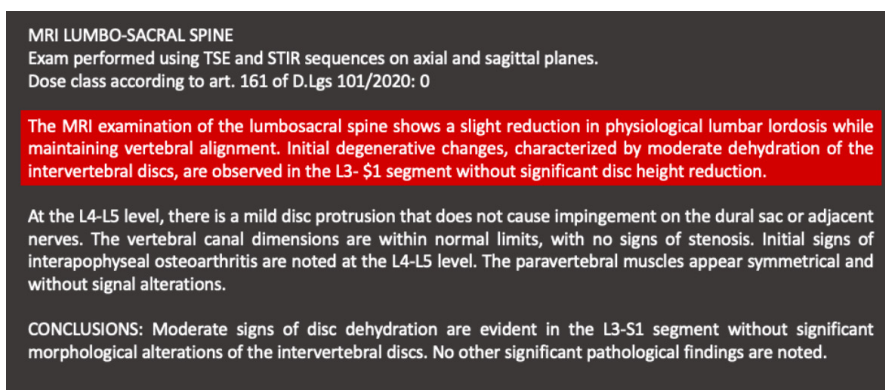 MRI LUMBO-SACRAL SPINE
Exam performed using TSE and STIR sequences on axial and sagittal planes.
Dose class according to art. 161 of D.Lgs 101/2020: 0
The MRI examination of the lumbosacral spine shows a slight reduction in physiological lumbar lordosis while
maintaining vertebral alignment. Initial degenerative changes, characterized by moderate dehydration of the
intervertebral discs, are observed in the L3- $1 segment without significant disc height reduction.
At the L4-L5 level, there is a mild disc protrusion that does not cause impingement on the dural sac or adjacent
nerves. The vertebral canal dimensions are within normal limits, with no signs of stenosis. Initial signs of
interapophyseal osteoarthritis are noted at the L4-L5 level. The paravertebral muscles appear symmetrical and
without signal alterations.
CONCLUSIONS: Moderate signs of disc dehydration are evident in the L3-S1 segment without significant
morphological alterations of the intervertebral discs. No other significant pathological findings are noted.